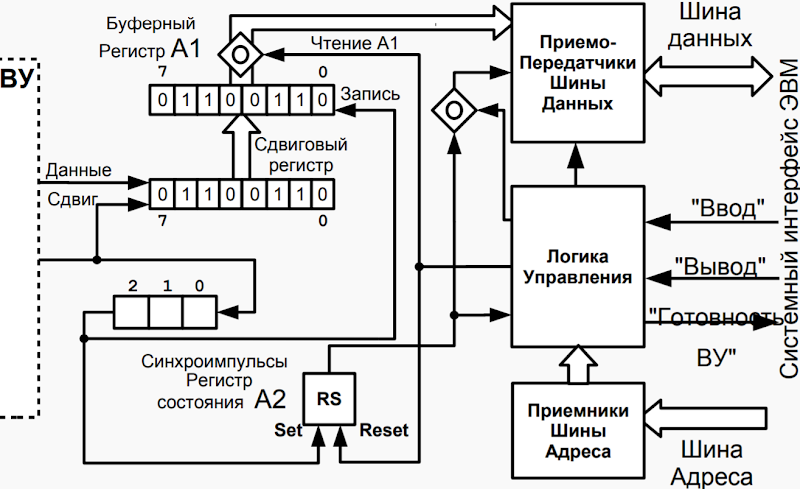 Буферный
Регистр А1
Чтение А1
7 0
0 1 1 0 0 1 1 0
Запись
Приемо-
Передатчики
Шины
Данных
Шина
данных
ВУ
Данные
Сдвиг
Сдвиговый
регистр
0 1 1 0 0 1 1 0
7 0
2 1 0
Логика
Управления
"Ввод"
"Вывод"
"Готовность
ВУ"
Системный интерфейс ЭВМ
Синхроимпульсы
Регистр
состояния А2
RS
Set
Reset
Приемники
Шины
Адреса
Шина
Адреса